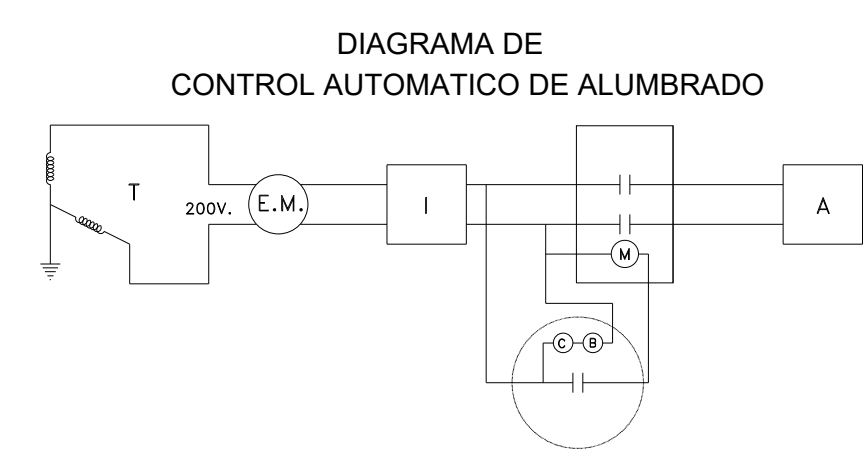 DIAGRAMA DE
CONTROL AUTOMATICO DE ALUMBRADO
T
200V.
E.M.
I
A
M
C
B